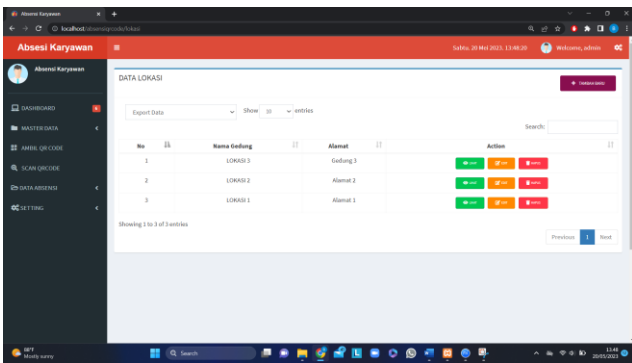 Absensi Karyawan
localhost/absensiqrcode/lokasi
Absesi Karyawan
Sabtu, 20 Mei 2023, 13:46:20
Welcome, admin
Absensi Karyawan
DATA LOKASI
TAMBAH BARU
DASHBOARD
MASTER DATA
AMBIL QR CODE
SCAN QRCODE
DATA ABSENSI
SETTING
Export Data
Show 10 entries
Search:
No Nama Gedung Alamat Action
1 LOKASI 3 Gedung 3
2 LOKASI 2 Alamat 2
3 LOKASI 1 Alamat 1
Showing 1 to 3 of 3 entries
Previous 1 Next
88°F
Mostly sunny
Search
13.46
20/05/2023